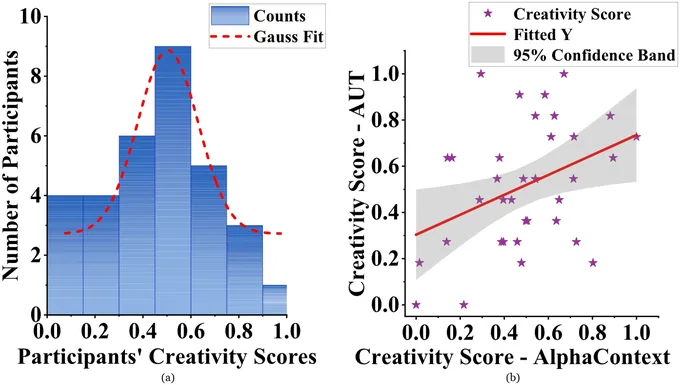 Counts
Gauss Fit
10
8
6
4
2
0
Number of Participants
0.0 0.2 0.4 0.6 0.8 1.0
Participants' Creativity Scores
(a)
Creativity Score
Fitted Y
95% Confidence Band
1.0
0.8
0.6
0.4
0.2
0.0
Creativity Score - AUT
0.0 0.2 0.4 0.6 0.8 1.0
Creativity Score - AlphaContext
(b)